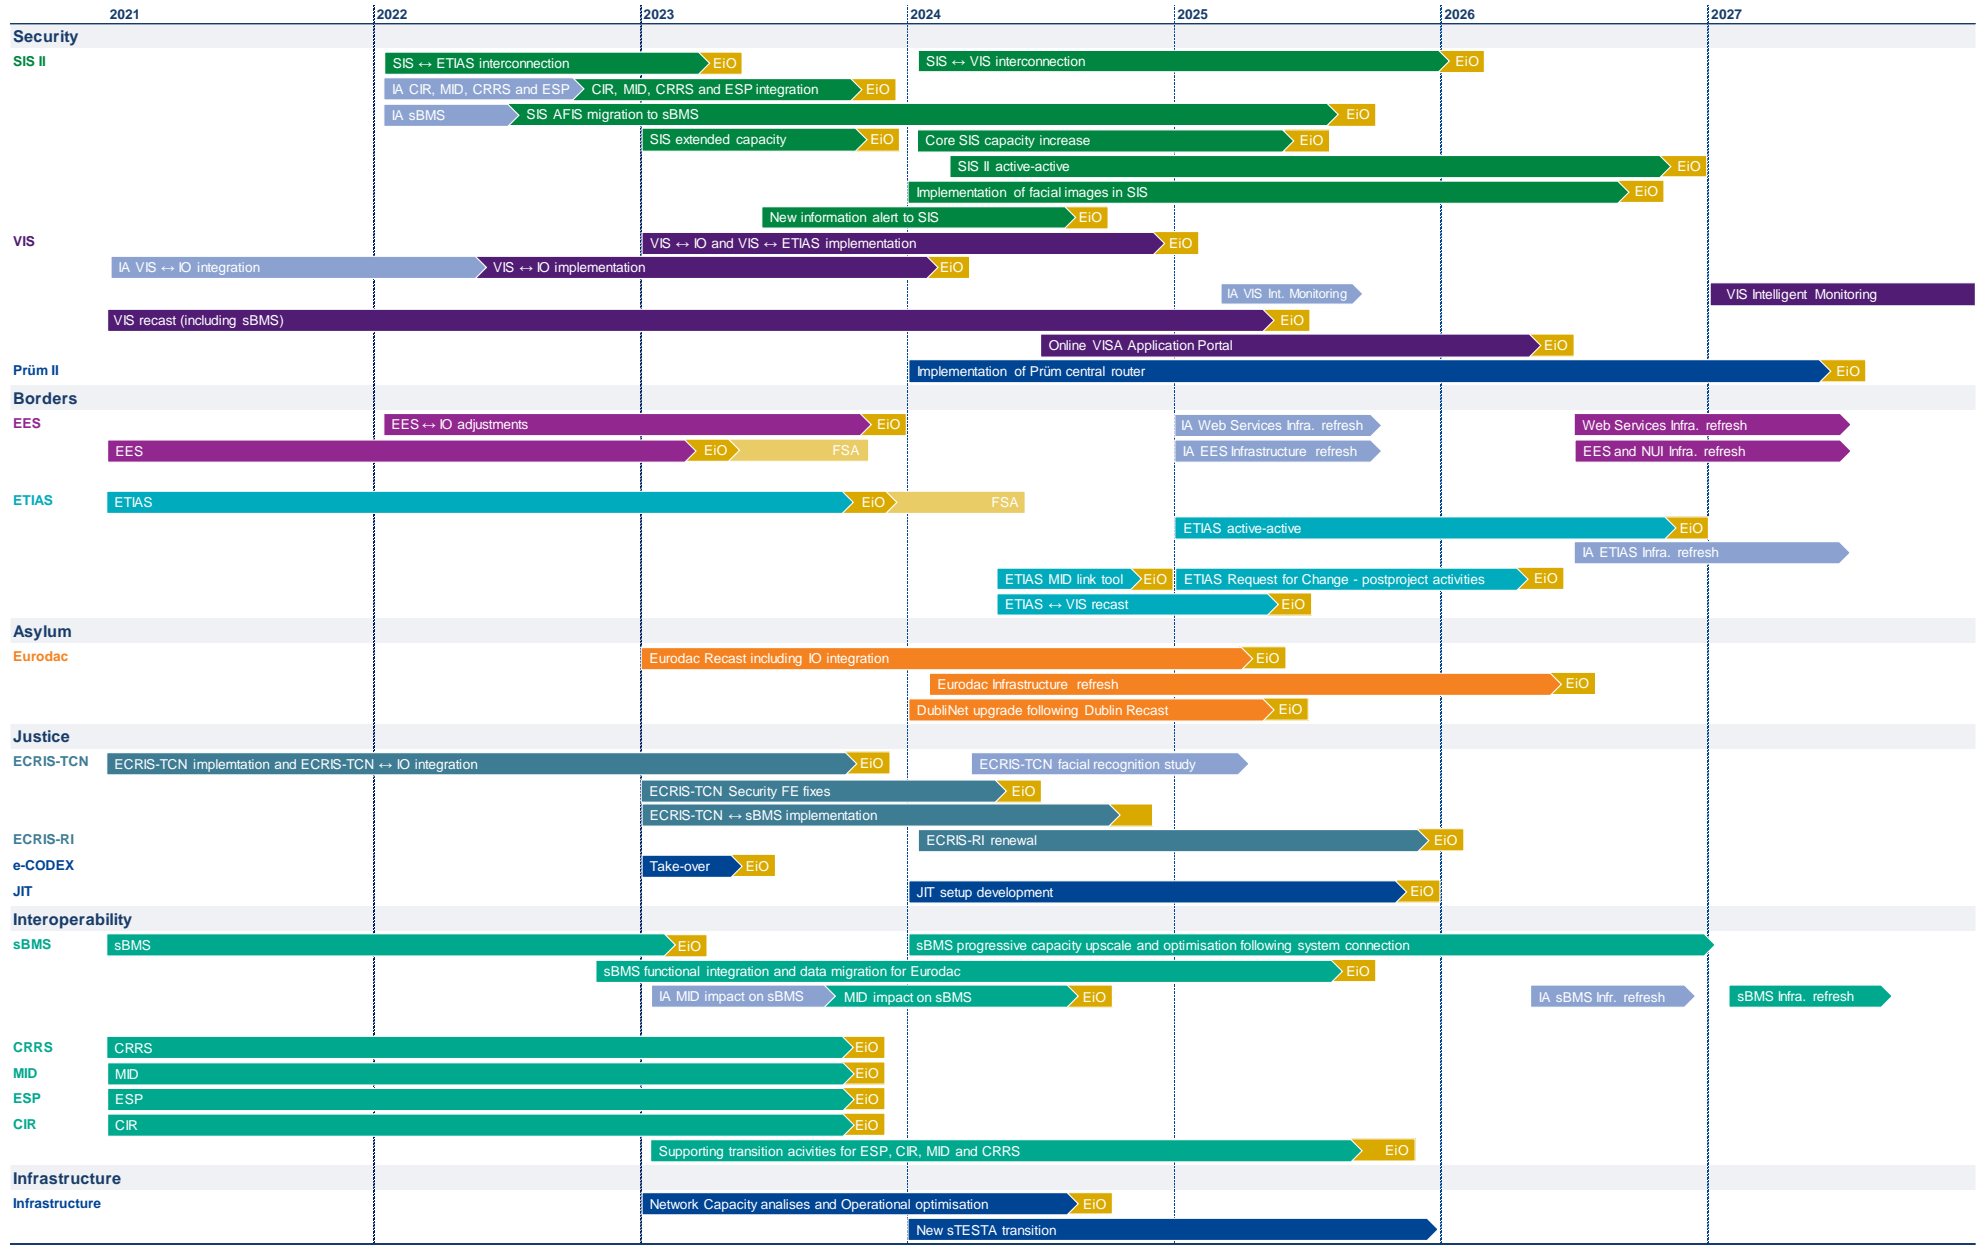 2021 2022 2023 2024 2025 2026 2027
Security
SIS II SIS ↔ ETIAS interconnection EiO SIS ↔ VIS interconnection EiO
IA CIR, MID, CRRS and ESP CIR, MID, CRRS and ESP integration EiO
IA sBMS SIS AFIS migration to sBMS EiO
SIS extended capacity EiO Core SIS capacity increase EiO
SIS II active-active EiO
Implementation of facial images in SIS EiO
New information alert to SIS EiO
VIS VIS ↔ IO and VIS ↔ ETIAS implementation EiO
IA VIS ↔ IO integration VIS ↔ IO implementation EiO
IA VIS Int. Monitoring VIS Intelligent Monitoring
VIS recast (including sBMS) EiO
Online VISA Application Portal EiO
Prüm II Implementation of Prüm central router EiO
Borders
EES EES ↔ IO adjustments EiO IA Web Services Infra. refresh Web Services Infra. refresh
EES EiO FSA IA EES Infrastructure refresh EES and NUI Infra. refresh
ETIAS ETIAS EiO FSA
ETIAS active-active EiO
IA ETIAS Infra. refresh
ETIAS MID link tool EiO ETIAS Request for Change - postproject activities EiO
ETIAS ↔ VIS recast EiO
Asylum
Eurodac Eurodac Recast including IO integration EiO
Eurodac Infrastructure refresh EiO
DubliNet upgrade following Dublin Recast EiO
Justice
ECRIS-TCN ECRIS-TCN implemtation and ECRIS-TCN ↔ IO integration EiO ECRIS-TCN facial recognition study
ECRIS-TCN Security FE fixes EiO
ECRIS-TCN ↔ sBMS implementation
ECRIS-RI ECRIS-RI renewal EiO
e-CODEX Take-over EiO
JIT JIT setup development EiO
Interoperability
sBMS sBMS EiO sBMS progressive capacity upscale and optimisation following system connection
sBMS functional integration and data migration for Eurodac EiO
IA MID impact on sBMS MID impact on sBMS EiO IA sBMS Infr. refresh sBMS Infra. refresh
CRRS CRRS EiO
MID MID EiO
ESP ESP EiO
CIR CIR EiO
Supporting transition acivities for ESP, CIR, MID and CRRS EiO
Infrastructure
Infrastructure Network Capacity analises and Operational optimisation EiO
New sTESTA transition